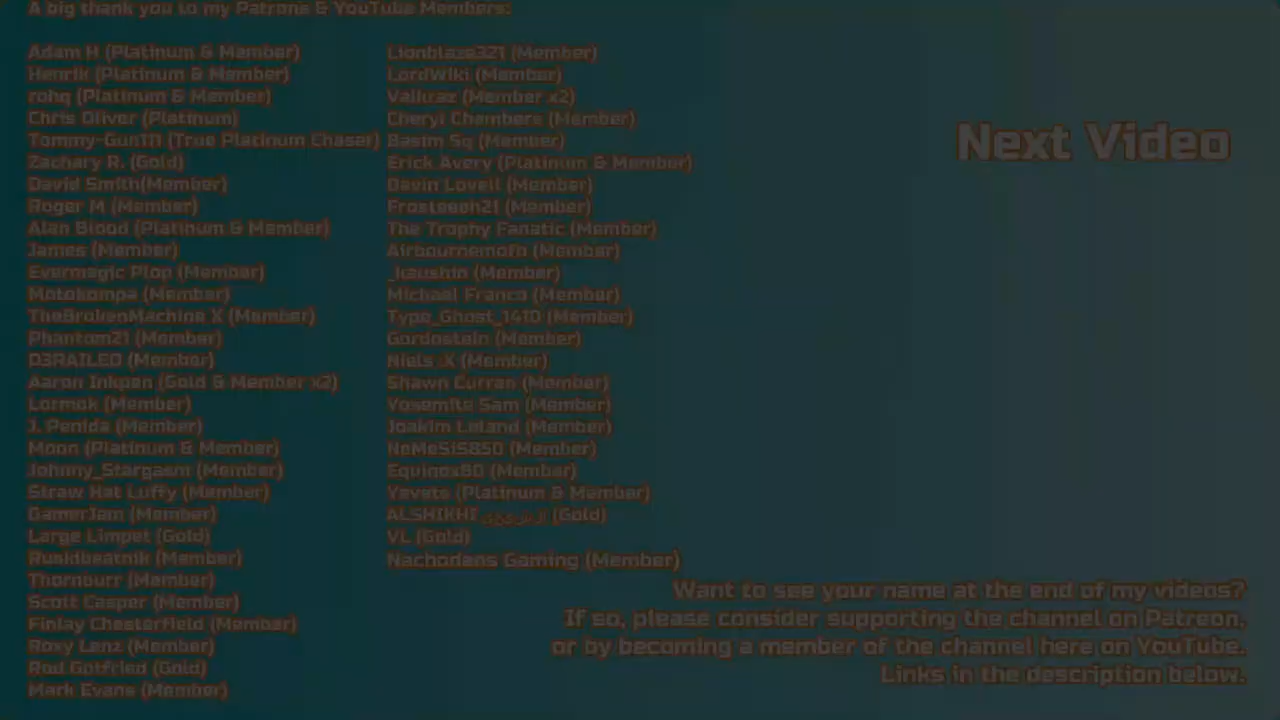 A big thank you to my Patrons & YouTube Members:
Adam H (Platinum & Member)
Henrik (Platinum & Member)
rohq (Platinum & Member)
Chris Oliver (Platinum)
Tommy-Gun111 (True Platinum Chaser)
Zachary R. (Gold)
David Smith(Member)
Roger M (Member)
Alan Blood (Platinum & Member)
James (Member)
Evermagic Plop (Member)
Matokompa (Member)
TheBrokenMachine X (Member)
Phantom21 (Member)
D3RAILED (Member)
Aaron Inkpen (Gold & Member x2)
Lormok (Member)
J. Penida (Member)
Moon (Platinum & Member)
Johnny_Stargasm (Member)
Straw Hat Luffy (Member)
GamerJam (Member)
Large Limpet (Gold)
Rusidbeatnik (Member)
Thornburr (Member)
Scott Casper (Member)
Finlay Chesterfield (Member)
Roxy Lenz (Member)
Rod Gotfried (Gold)
Mark Evans (Member)
Lionblaze321 (Member)
LordWiki (Member)
Valkraz (Member x2)
Cheryl Chambers (Member)
Basim Sq (Member)
Erick Avery (Platinum & Member)
Davin Lovell (Member)
Frosteeeh21 (Member)
The Trophy Fanatic (Member)
Airbournemofo (Member)
_kaushin (Member)
Michael Franco (Member)
Type_Ghost_1410 (Member)
Gordostein (Member)
Niels_X (Member)
Shawn Curran (Member)
Yosemite Sam (Member)
Joakim Leland (Member)
NeMeSiS850 (Member)
Equinox60 (Member)
Yevets (Platinum & Member)
ALSHIKHE (Gold)
VL (Gold)
Nachodans Gaming (Member)
Next Video
Want to see your name at the end of my videos?
If so, please consider supporting the channel on Patreon,
or by becoming a member of the channel here on YouTube.
Links in the description below.